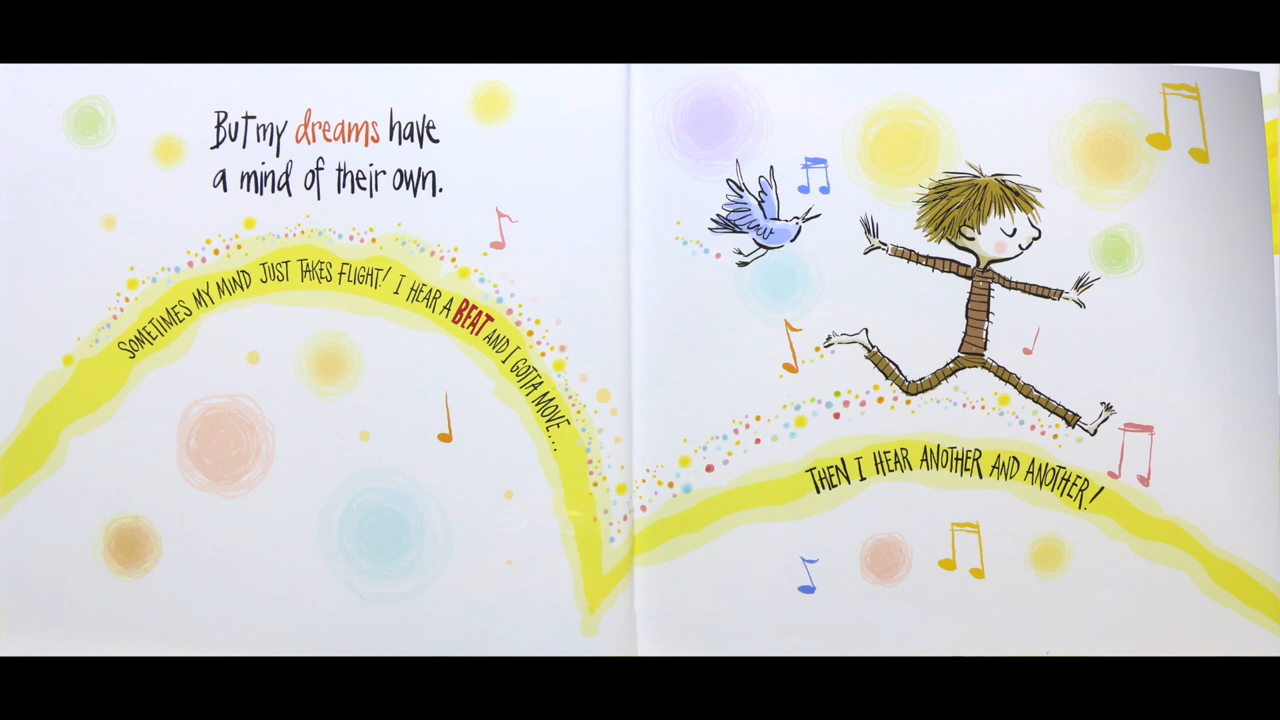 But my dreams have
a mind of their own.
SOMETIMES MY MIND JUST TAKES FLIGHT! I HEAR A BEAT AND I GOTTA MOVE...
THEN I HEAR ANOTHER AND ANOTHER!